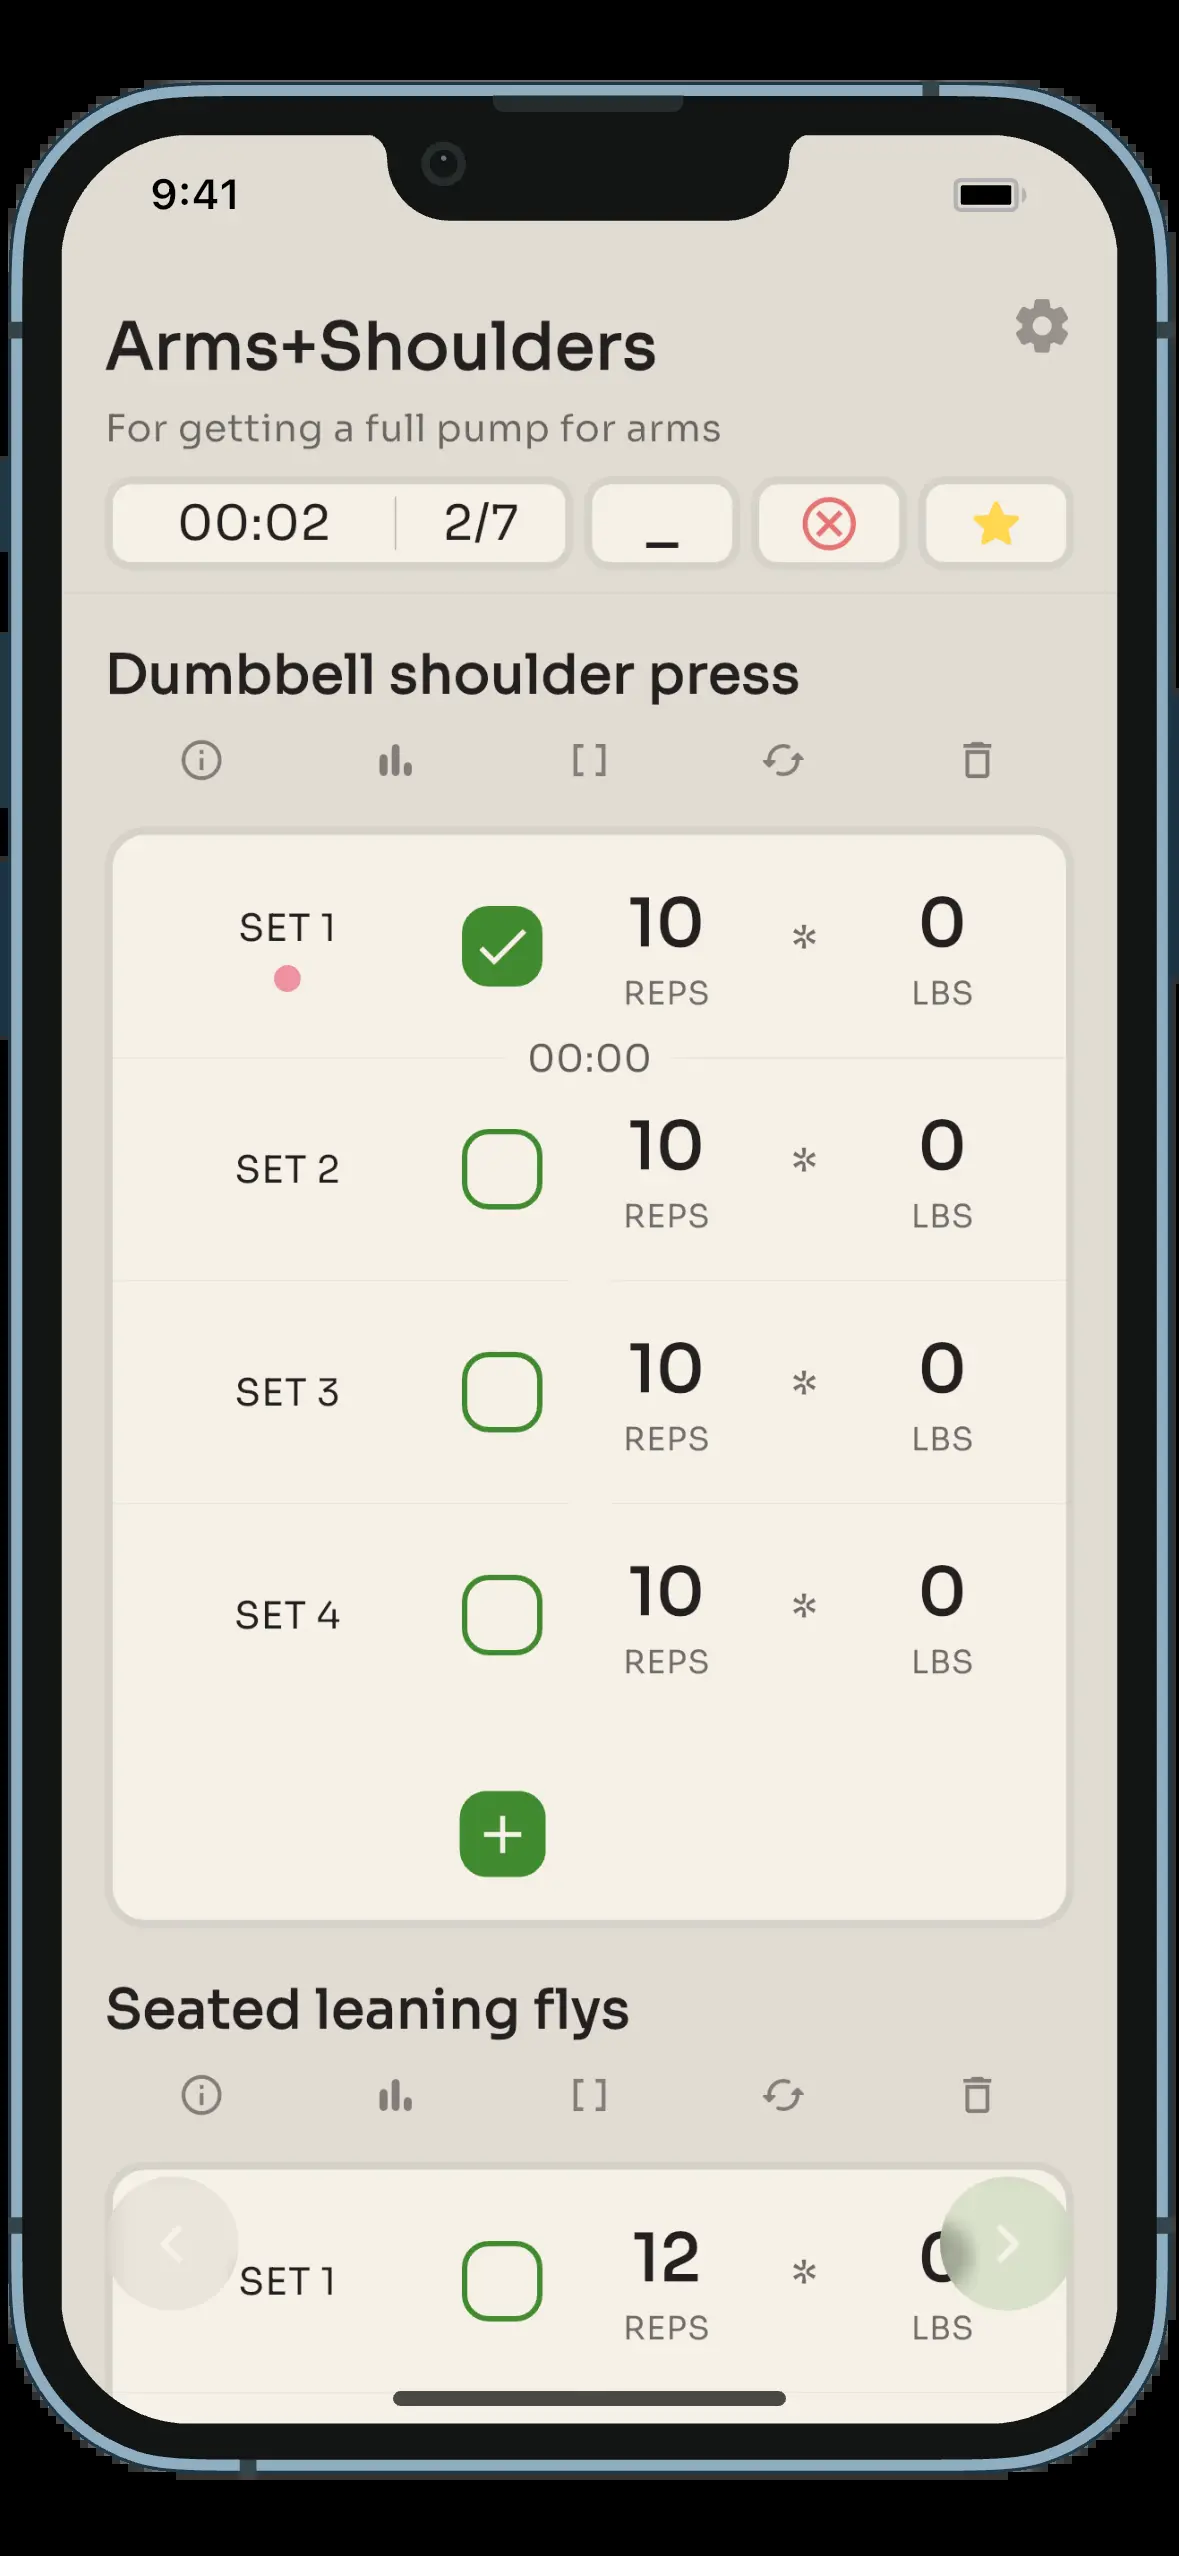 9:41
Arms+Shoulders
For getting a full pump for arms
00:02 2/7 _
Dumbbell shoulder press
SET 1 10 * 0
REPS LBS
00:00
SET 2 10 * 0
REPS LBS
SET 3 10 * 0
REPS LBS
SET 4 10 * 0
REPS LBS
+
Seated leaning flys
SET 1 12 * 0
REPS LBS